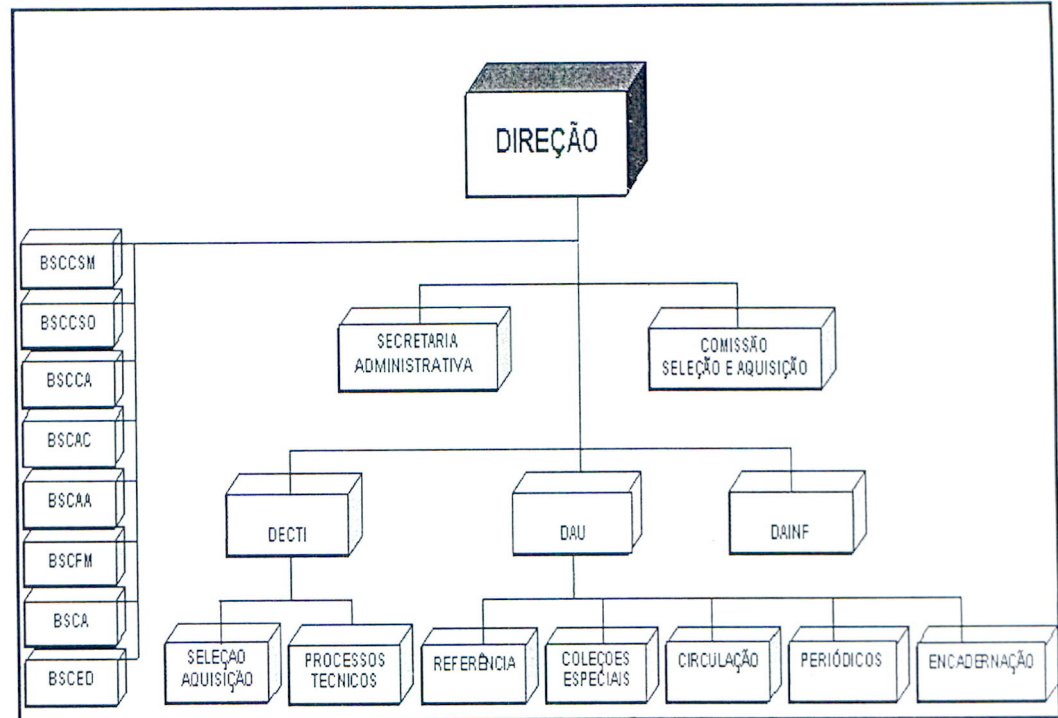 DIREÇÃO
BSCCSM
BSCCSO
BSCCA
BSCAC
BSCAA
BSCFM
BSCA
BSCED
SECRETARIA
ADMINISTRATIVA
COMISSÃO
SELEÇÃO E AQUISIÇÃO
DECTI
DAU
DAINF
SELEÇAO
AQUISIÇÃO
PROCESSOS
TECNICOS
REFERÊNCIA
COLEÇÕES
ESPECIAIS
CIRCULAÇÃO
PERIÓDICOS
ENCADERNAÇÃO